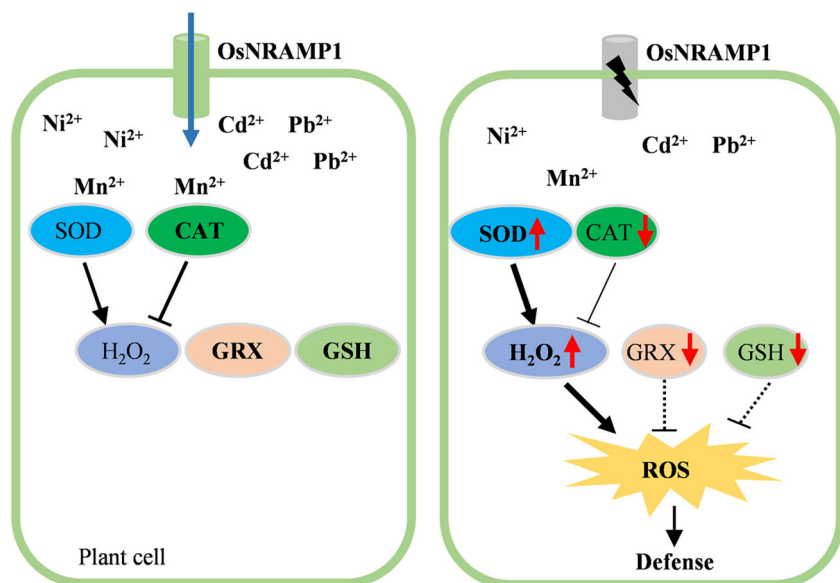 OsNRAMP1
Ni²⁺
Ni²⁺
Cd²⁺ Pb²⁺
Cd²⁺ Pb²⁺
Mn²⁺ Mn²⁺
SOD CAT
H₂O₂ GRX GSH
Plant cell
OsNRAMP1
Ni²⁺
Cd²⁺ Pb²⁺
Mn²⁺
SOD CAT
H₂O₂ GRX GSH
ROS
Defense